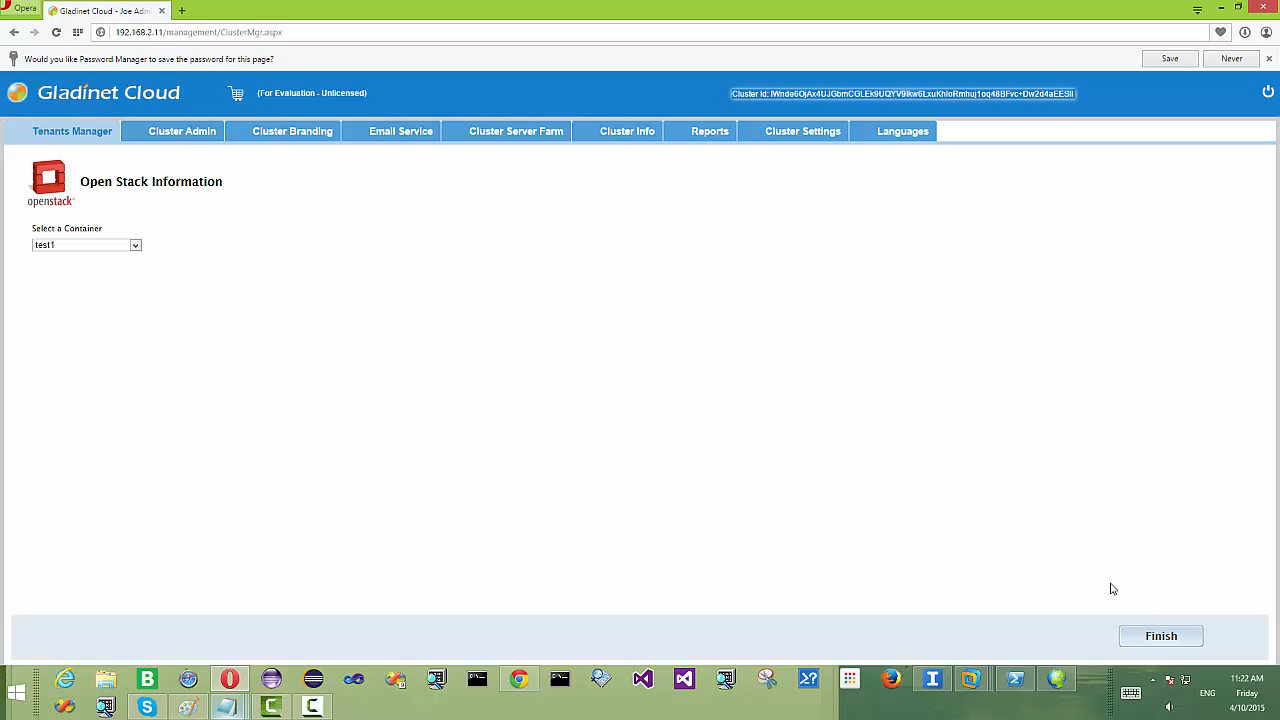 Opera
Gladinet Cloud - Joe Adm
192.168.2.11/management/ClusterMgr.aspx
Would you like Password Manager to save the password for this page?
Save
Never
Gladinet Cloud
(For Evaluation - Unlicensed)
Tenants Manager
Cluster Admin
Cluster Branding
Email Service
Cluster Server Farm
Cluster Info
Reports
Cluster Settings
Languages
openstack
Open Stack Information
Select a Container
test1
Finish
11:22 AM
ENG
Friday
4/10/2015